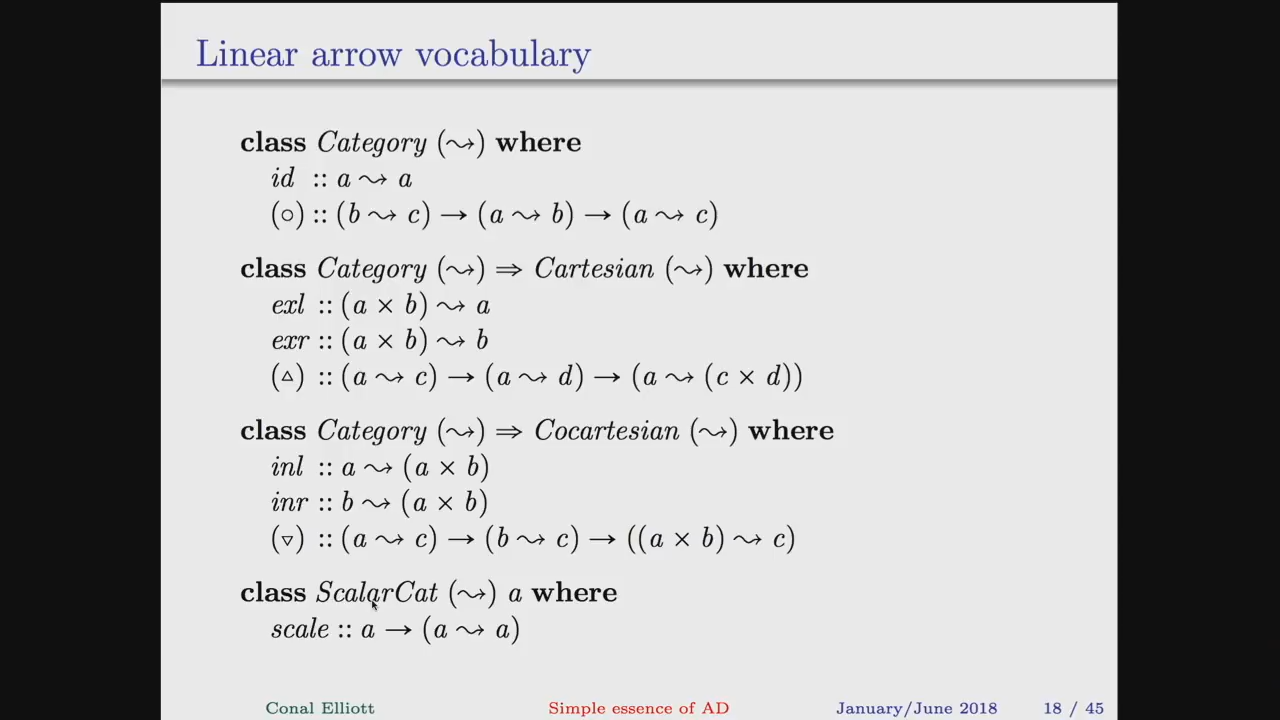 Linear arrow vocabulary
class Category (⇝) where
id :: a ⇝ a
(∘) :: (b ⇝ c) → (a ⇝ b) → (a ⇝ c)
class Category (⇝) ⇒ Cartesian (⇝) where
exl :: (a × b) ⇝ a
exr :: (a × b) ⇝ b
(△) :: (a ⇝ c) → (a ⇝ d) → (a ⇝ (c × d))
class Category (⇝) ⇒ Cocartesian (⇝) where
inl :: a ⇝ (a × b)
inr :: b ⇝ (a × b)
(▽) :: (a ⇝ c) → (b ⇝ c) → ((a × b) ⇝ c)
class ScalarCat (⇝) a where
scale :: a → (a ⇝ a)
Conal Elliott Simple essence of AD January/June 2018 18 / 45